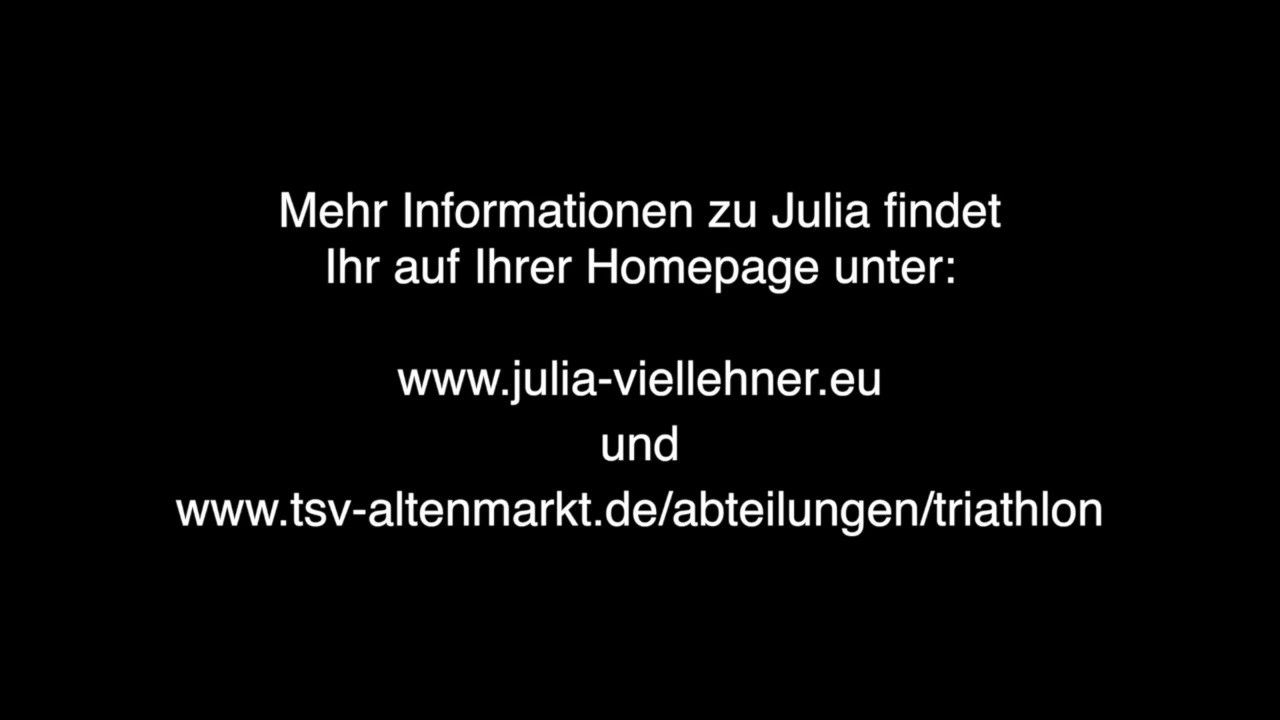 Mehr Informationen zu Julia findet
Ihr auf Ihrer Homepage unter:
www.julia-viellehner.eu
und
www.tsv-altenmarkt.de/abteilungen/triathlon